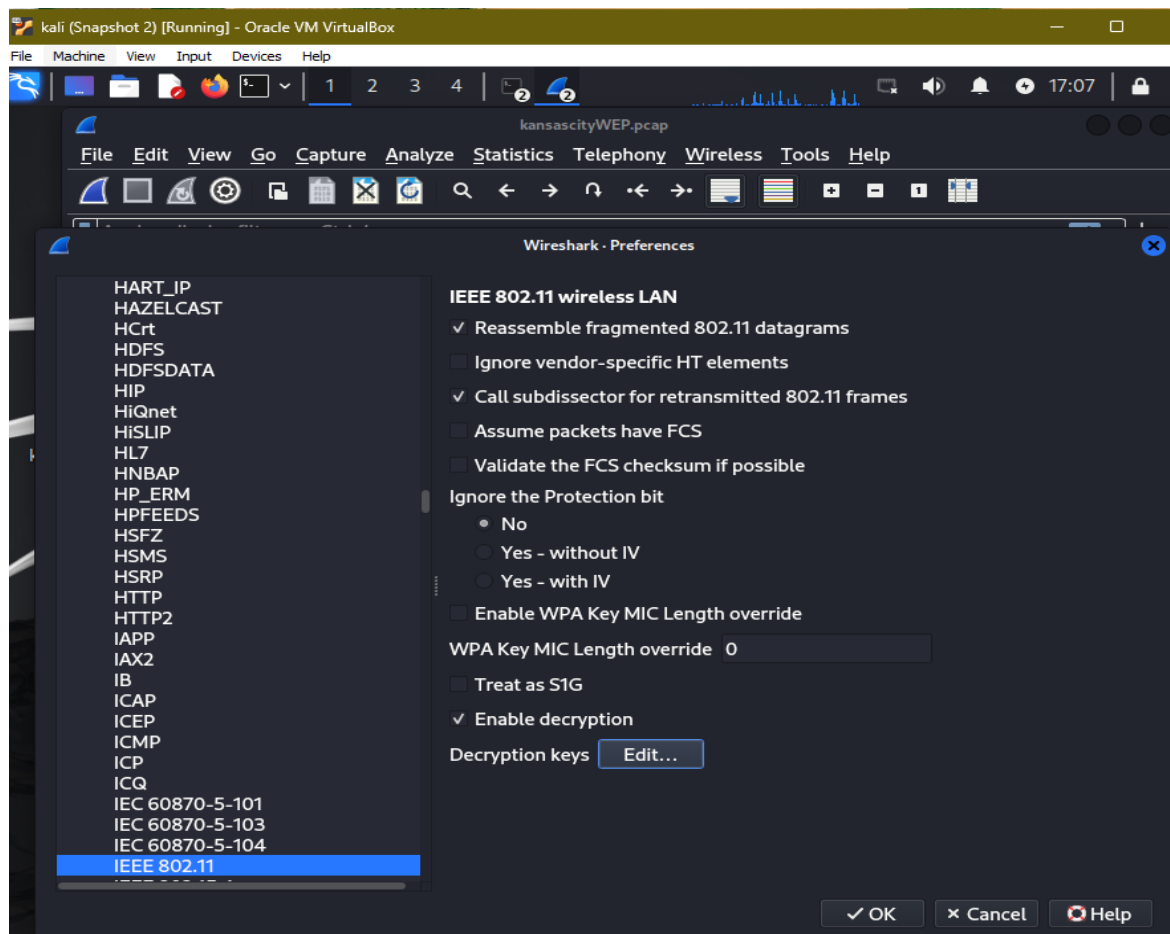 kali (Snapshot 2) [Running] - Oracle VM VirtualBox
File Machine View Input Devices Help
1 2 3 4 2 2 17:07
kansascityWEP.pcap
File Edit View Go Capture Analyze Statistics Telephony Wireless Tools Help
Wireshark · Preferences
HART_IP
HAZELCAST
HCrt
HDFS
HDFSDATA
HIP
HiQnet
HiSLIP
HL7
HNBAP
HP_ERM
HPFEEDS
HSFZ
HSMS
HSRP
HTTP
HTTP2
IAPP
IAX2
IB
ICAP
ICEP
ICMP
ICP
ICQ
IEC 60870-5-101
IEC 60870-5-103
IEC 60870-5-104
IEEE 802.11
IEEE 802.11 wireless LAN
Reassemble fragmented 802.11 datagrams
Ignore vendor-specific HT elements
Call subdissector for retransmitted 802.11 frames
Assume packets have FCS
Validate the FCS checksum if possible
Ignore the Protection bit
No
Yes - without IV
Yes - with IV
Enable WPA Key MIC Length override
WPA Key MIC Length override 0
Treat as S1G
Enable decryption
Decryption keys Edit...
OK Cancel Help